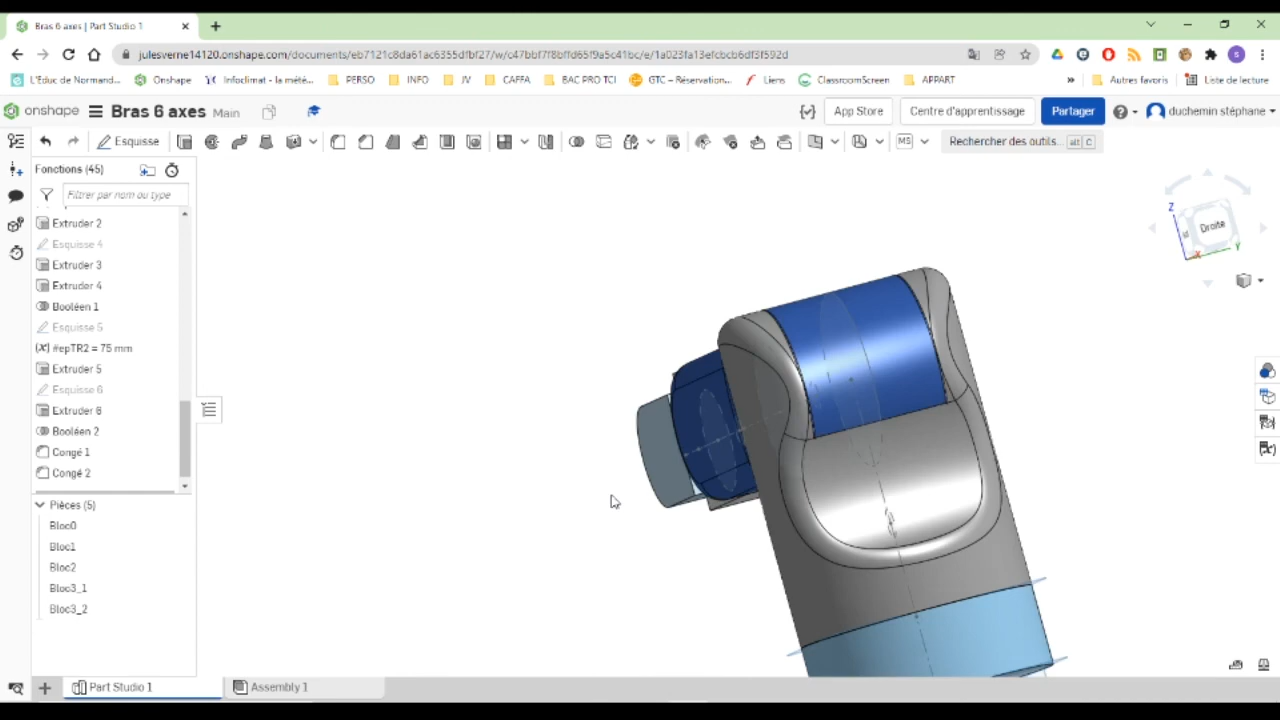 Bras 6 axes | Part Studio 1
julesverne14120.onshape.com/documents/eb7121c8da61ac6355dfbf27/w/c47bbf7f8bffd65f9a5c41bc/e/1a023fa13efcbcb6df3f592d
S
L'Éduc de Normand... Onshape Infoclimat - la mété... PERSO INFO JV CAFFA BAC PRO TCI GTC – Réservation... Liens ClassroomScreen APPART » Autres favoris Liste de lecture
onshape Bras 6 axes Main App Store Centre d'apprentissage Partager duchemin stéphane
Esquisse MS Rechercher des outils... alt C
Fonctions (45)
Filtrer par nom ou type
Extruder 2
Esquisse 4
Extruder 3
Extruder 4
Booléen 1
Esquisse 5
(x) #epTR2 = 75 mm
Extruder 5
Esquisse 6
Extruder 6
Booléen 2
Congé 1
Congé 2
Pièces (5)
Bloc0
Bloc1
Bloc2
Bloc3_1
Bloc3_2
Z
Droite
Y
X
Part Studio 1 Assembly 1